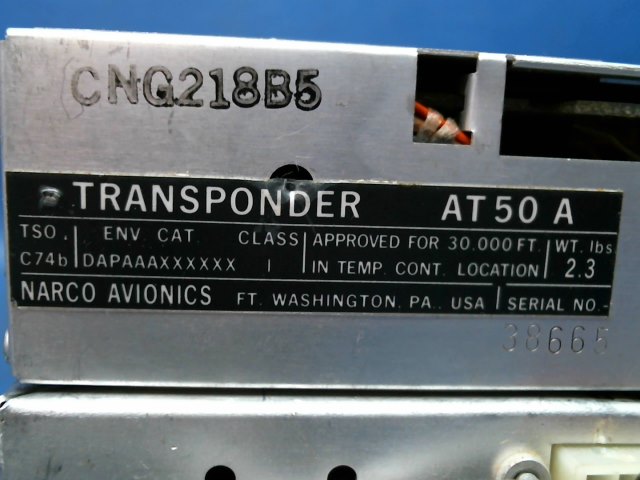 CNG218B5
TRANSPONDER AT50 A
TSO. ENV. CAT. CLASS APPROVED FOR 30.000 FT. WT. lbs
C74b DAPAAAXXXXXX I IN TEMP. CONT. LOCATION 2.3
NARCO AVIONICS FT. WASHINGTON. PA.. USA SERIAL NO.-
38665